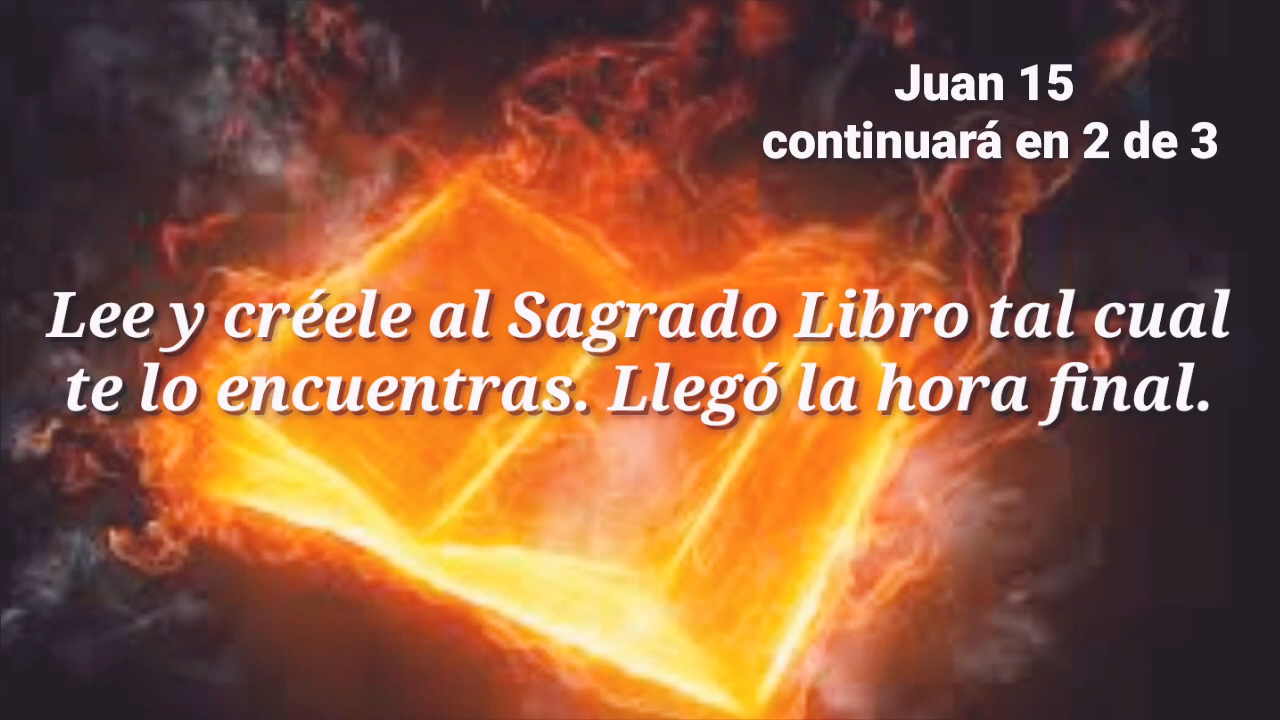 Juan 15
continuará en 2 de 3
Lee y créele al Sagrado Libro tal cual
te lo encuentras. Llegó la hora final.